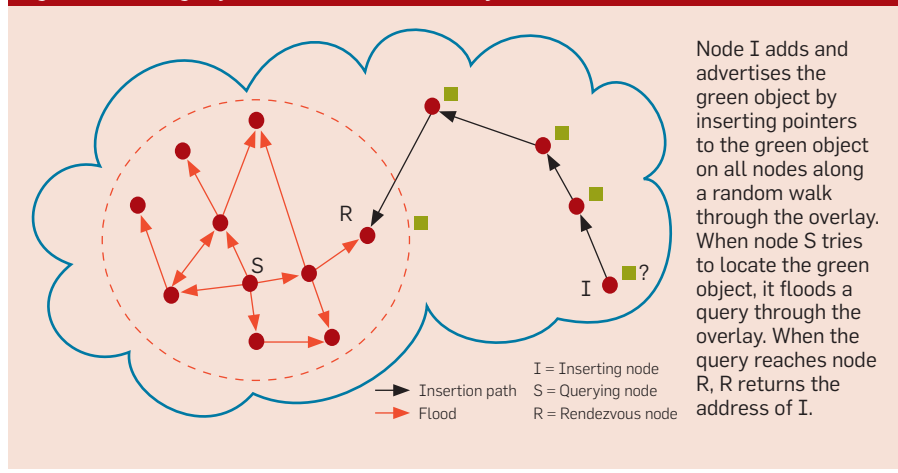 R
S
?
I
I = Inserting node
Insertion path
S = Querying node
Flood
R = Rendezvous node
Node I adds and
advertises the
green object by
inserting pointers
to the green object
on all nodes along
a random walk
through the overlay.
When node S tries
to locate the green
object, it floods a
query through the
overlay. When the
query reaches node
R, R returns the
address of I.